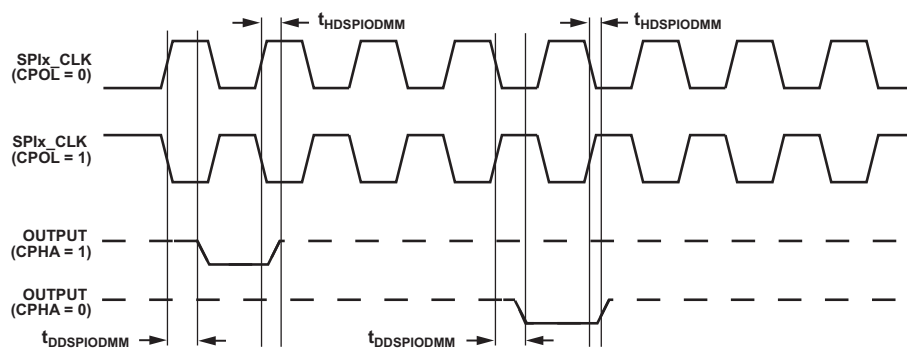 tHDSPIODMM
tHDSPIODMM
SPIx_CLK
(CPOL = 0)
SPIx_CLK
(CPOL = 1)
OUTPUT
(CPHA = 1)
OUTPUT
(CPHA = 0)
tDDSPIODMM
tDDSPIODMM